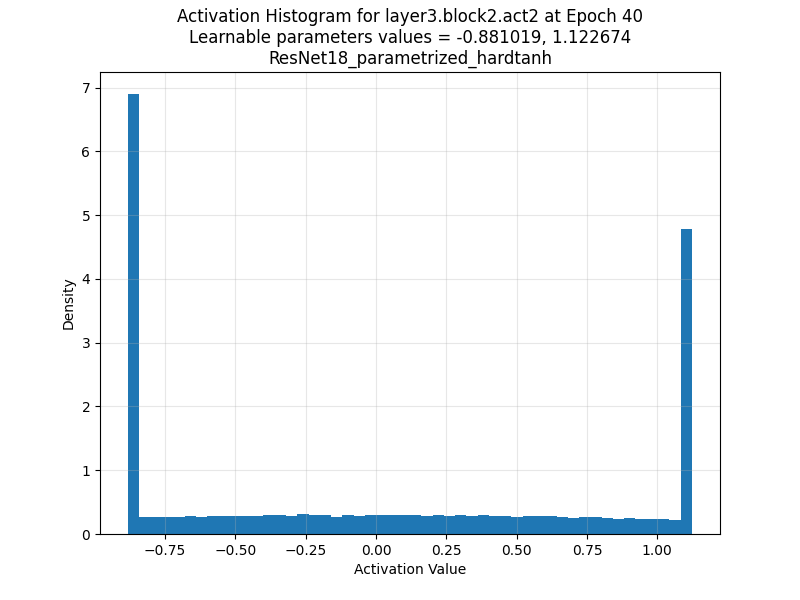 Activation Histogram for layer3.block2.act2 at Epoch 40
Learnable parameters values = -0.881019, 1.122674
ResNet18_parametrized_hardtanh
Density
7
6
5
4
3
2
1
0
−0.75 −0.50 −0.25 0.00 0.25 0.50 0.75 1.00
Activation Value